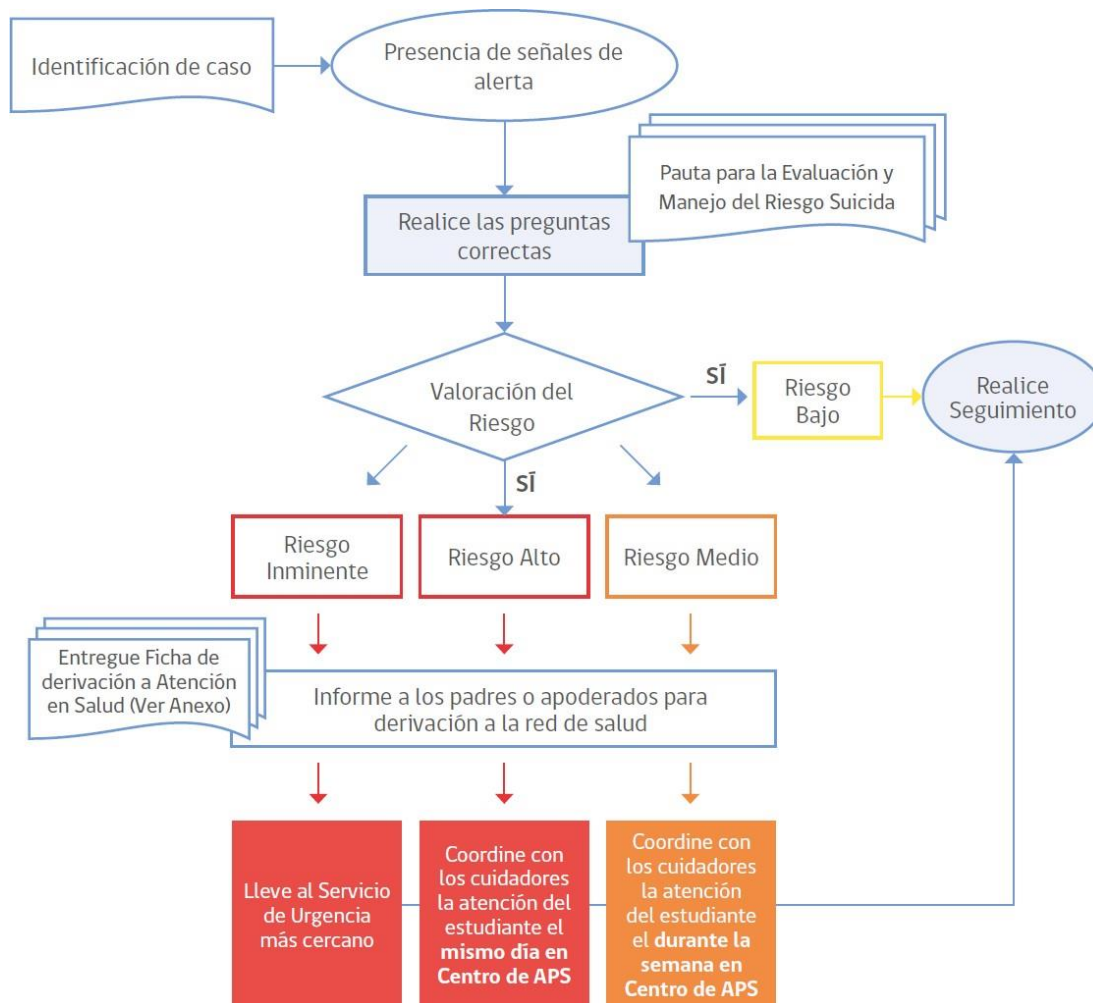 Identificación de caso
Presencia de señales de
alerta
Pauta para la Evaluación y
Manejo del Riesgo Suicida
Realice las preguntas
correctas
Valoración del
Riesgo
SÍ
Riesgo
Bajo
Realice
Seguimiento
SÍ
Riesgo
Inminente
Riesgo Alto
Riesgo Medio
Entregue Ficha de
derivación a Atención
en Salud (Ver Anexo)
Informe a los padres o apoderados para
derivación a la red de salud
Lleve al Servicio
de Urgencia
más cercano
Coordine con
los cuidadores
la atención del
estudiante el
mismo día en
Centro de APS
Coordine con
los cuidadores
la atención
del estudiante
el durante la
semana en
Centro de APS